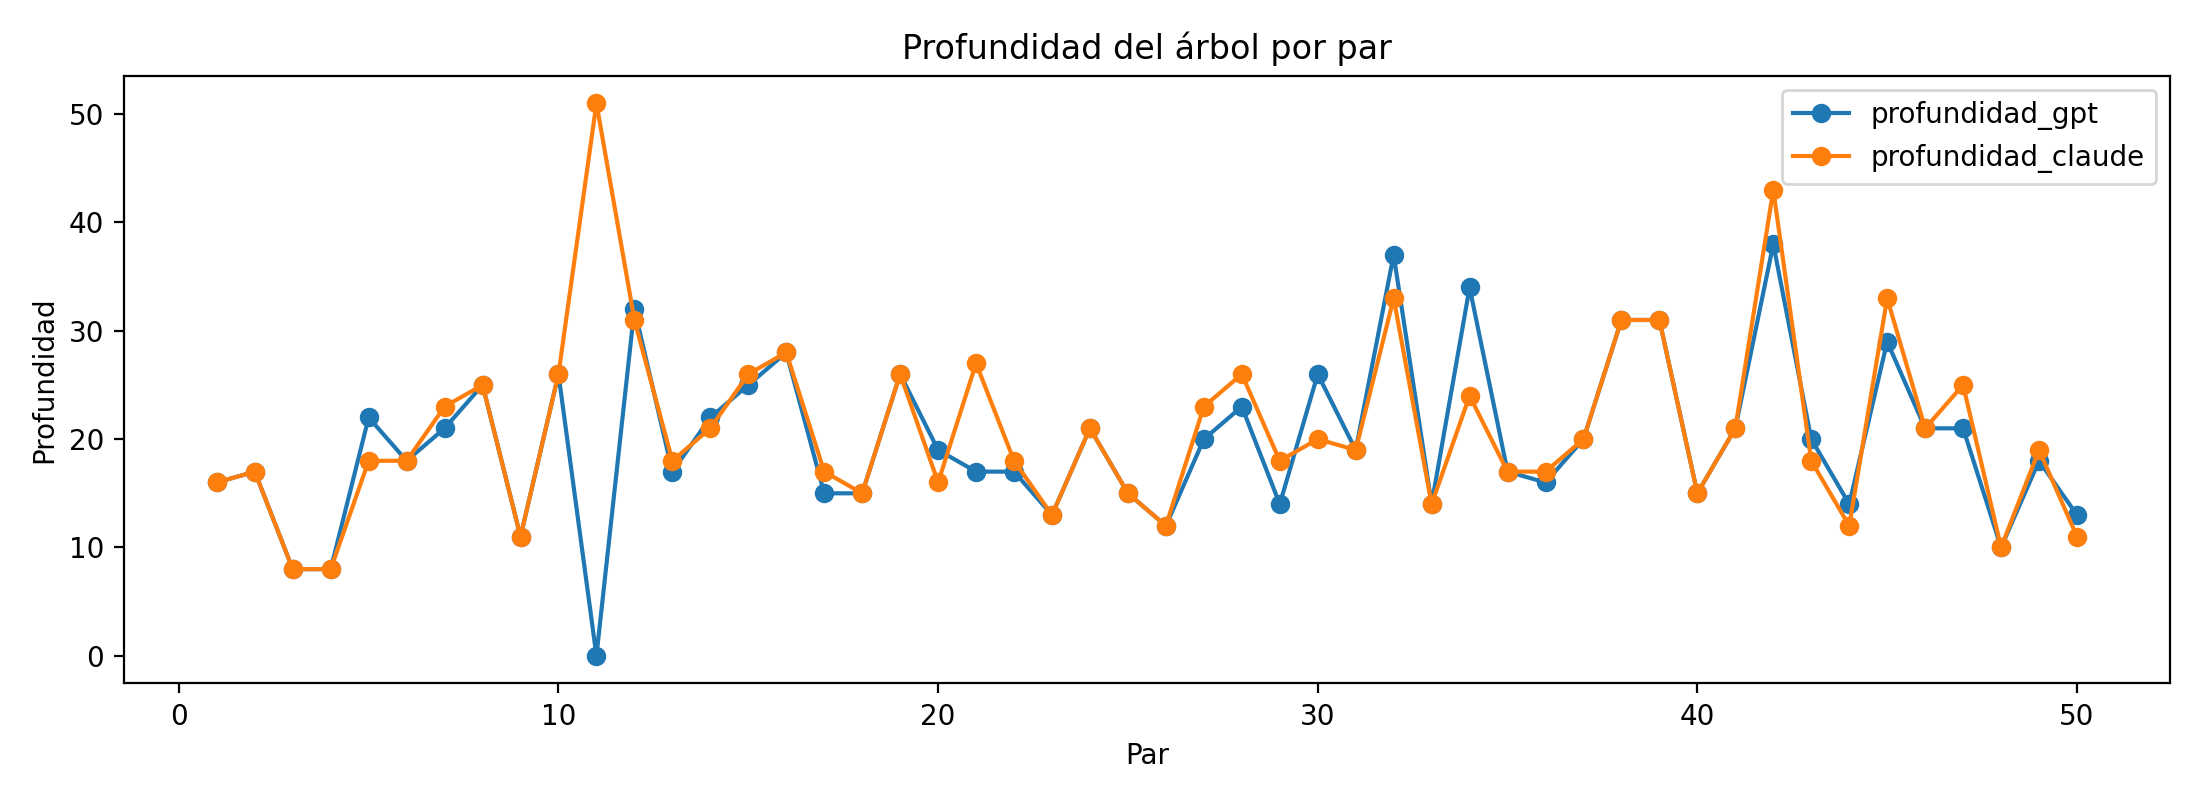 Profundidad del árbol por par
profundidad_gpt
profundidad_claude
Profundidad
50
40
30
20
10
0
0 10 20 30 40 50
Par